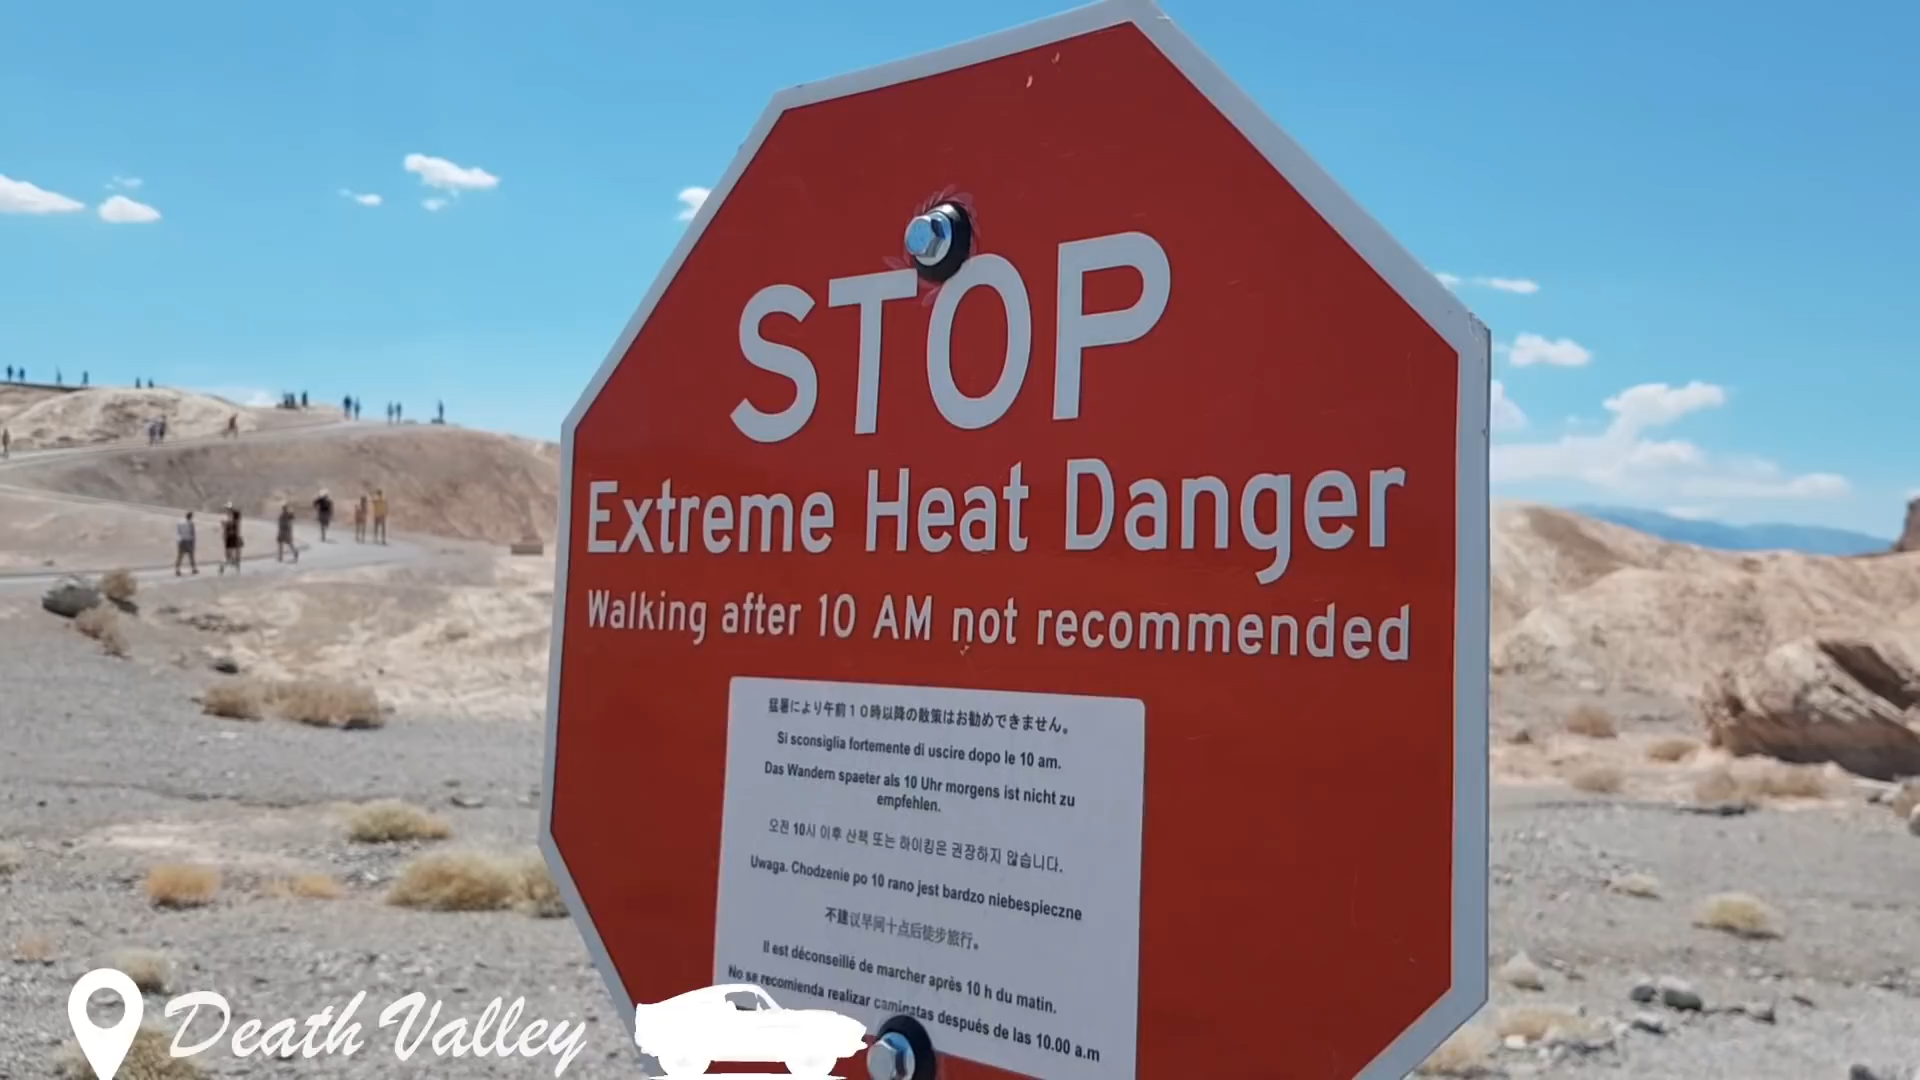 STOP
Extreme Heat Danger
Walking after 10 AM not recommended
猛暑により午前１０時以降の散策はお勧めできません。
Si sconsiglia fortemente di uscire dopo le 10 am.
Das Wandern spaeter als 10 Uhr morgens ist nicht zu
empfehlen.
오전 10시 이후 산책 또는 하이킹은 권장하지 않습니다.
Uwaga. Chodzenie po 10 rano jest bardzo niebespieczne
不建议早间十点后徒步旅行。
Il est déconseillé de marcher après 10 h du matin.
No se recomienda realizar caminatas después de las 10.00 a.m
Death Valley